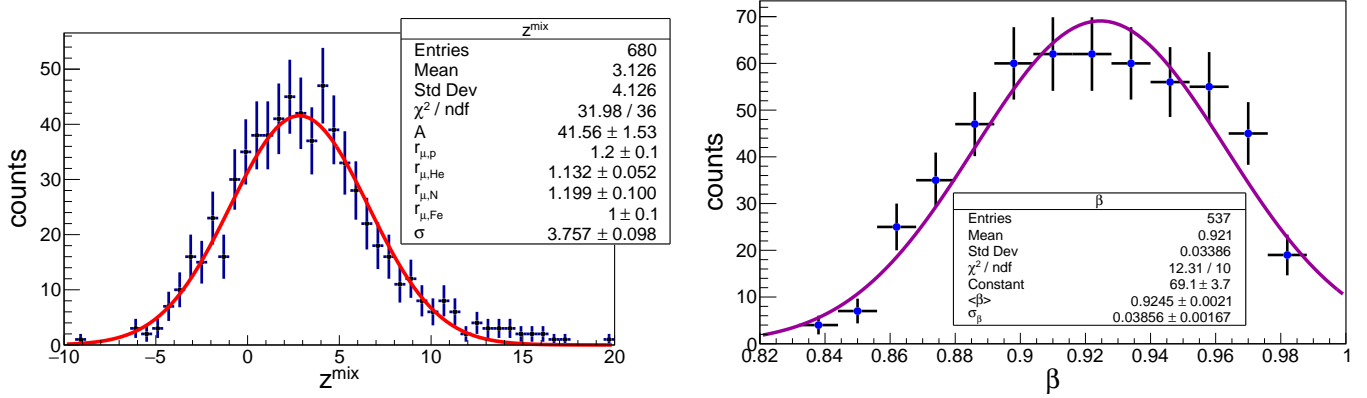 counts
50
40
30
20
10
0
z^mix
Entries 680
Mean 3.126
Std Dev 4.126
χ² / ndf 31.98 / 36
A 41.56 ± 1.53
r_μ,p 1.2 ± 0.1
r_μ,He 1.132 ± 0.052
r_μ,N 1.199 ± 0.100
r_μ,Fe 1 ± 0.1
σ 3.757 ± 0.098
−10 −5 0 5 10 15 20
z^mix
counts
70
60
50
40
30
20
10
0
β
Entries 537
Mean 0.921
Std Dev 0.03386
χ² / ndf 12.31 / 10
Constant 69.1 ± 3.7
<β> 0.9245 ± 0.0021
σ_β 0.03856 ± 0.00167
0.82 0.84 0.86 0.88 0.9 0.92 0.94 0.96 0.98 1
β